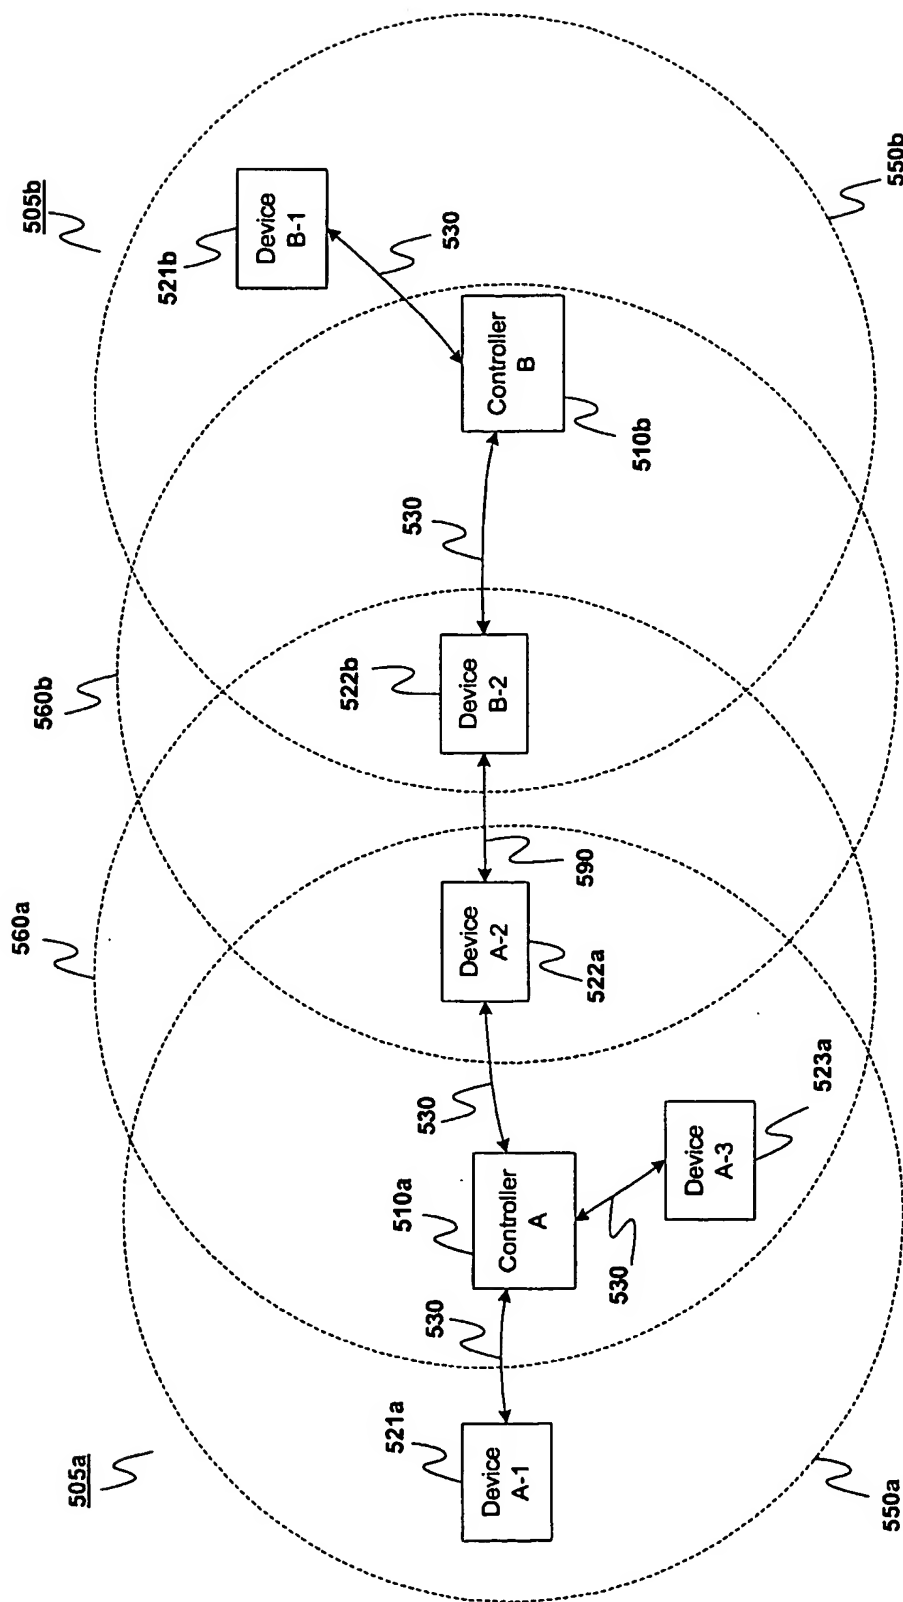 560a
505b
560b
505a
521b
Device
B-1
522b
530
521a
510a
530
530
530
Device
A-1
Controller
A
Device
A-2
Device
B-2
Controller
B
522a
590
510b
530
Device
A-3
523a
550a
550b